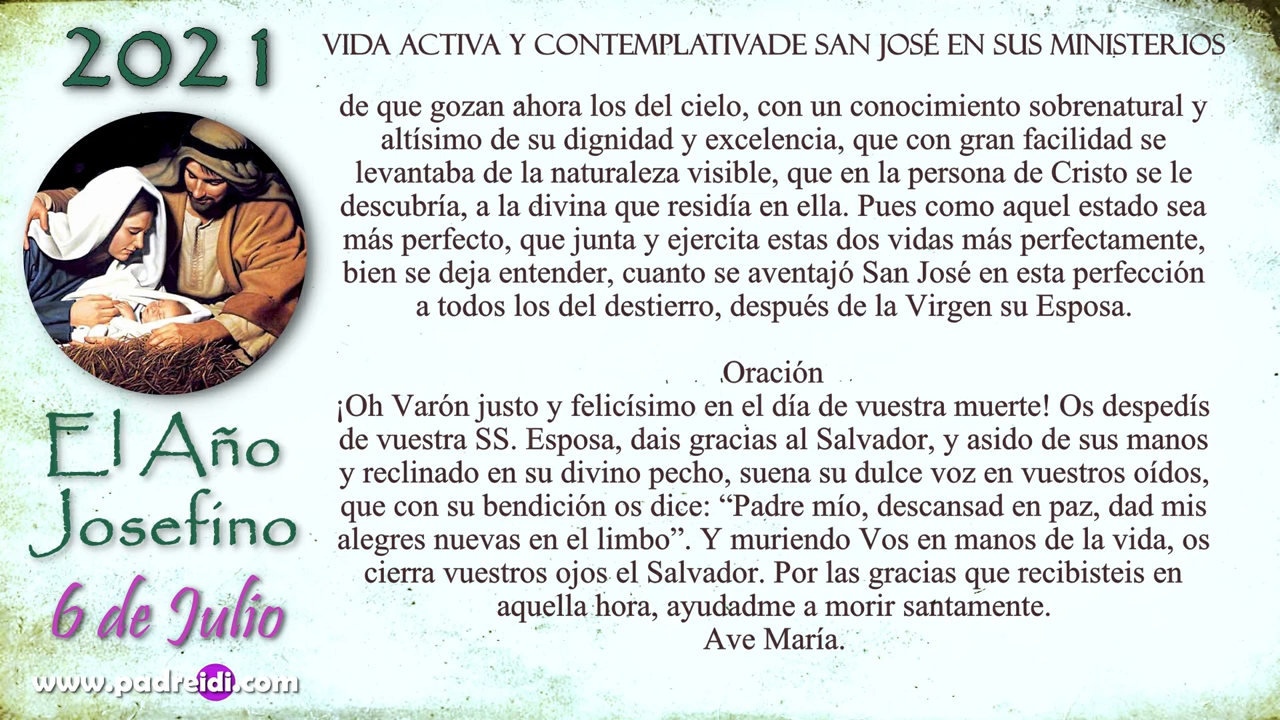 2021
VIDA ACTIVA Y CONTEMPLATIVADE SAN JOSÉ EN SUS MINISTERIOS
de que gozan ahora los del cielo, con un conocimiento sobrenatural y
altísimo de su dignidad y excelencia, que con gran facilidad se
levantaba de la naturaleza visible, que en la persona de Cristo se le
descubría, a la divina que residía en ella. Pues como aquel estado sea
más perfecto, que junta y ejercita estas dos vidas más perfectamente,
bien se deja entender, cuanto se aventajó San José en esta perfección
a todos los del destierro, después de la Virgen su Esposa.
Oración
¡Oh Varón justo y felicísimo en el día de vuestra muerte! Os despedís
de vuestra SS. Esposa, dais gracias al Salvador, y asido de sus manos
y reclinado en su divino pecho, suena su dulce voz en vuestros oídos,
que con su bendición os dice: “Padre mío, descansad en paz, dad mis
alegres nuevas en el limbo”. Y muriendo Vos en manos de la vida, os
cierra vuestros ojos el Salvador. Por las gracias que recibisteis en
aquella hora, ayudadme a morir santamente.
Ave María.
El Año
Josefino
6 de Julio
www.padreidi.com